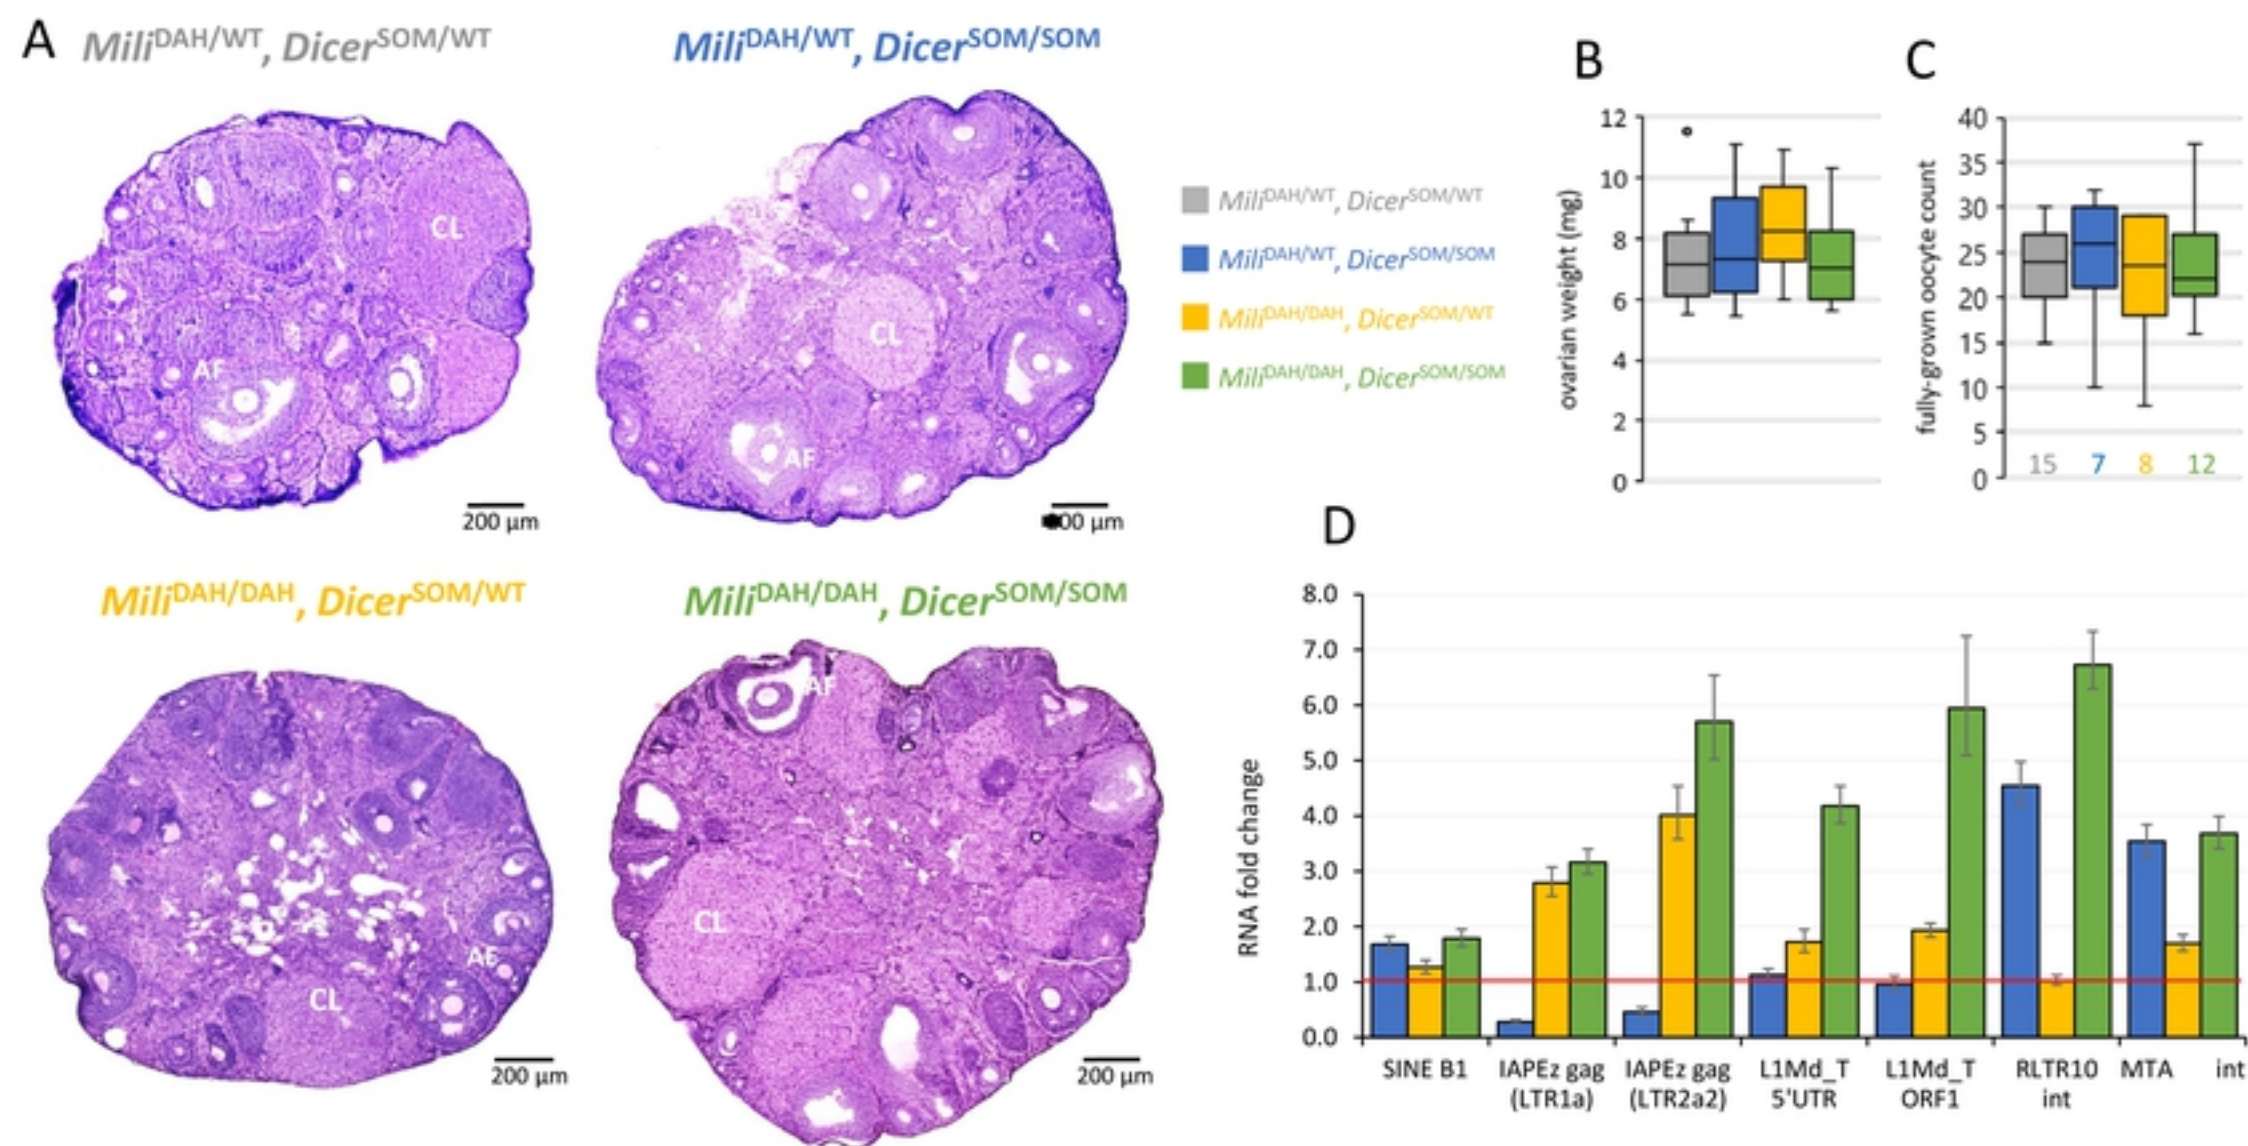 A
Mili^DAH/WT, Dicer^SOM/WT
Mili^DAH/WT, Dicer^SOM/SOM
CL
AF
200 µm
CL
AF
00 µm
Mili^DAH/DAH, Dicer^SOM/WT
Mili^DAH/DAH, Dicer^SOM/SOM
CL
AF
200 µm
AF
CL
200 µm
Mili^DAH/WT, Dicer^SOM/WT
Mili^DAH/WT, Dicer^SOM/SOM
Mili^DAH/DAH, Dicer^SOM/WT
Mili^DAH/DAH, Dicer^SOM/SOM
B
ovarian weight (mg)
12
10
8
6
4
2
0
C
fully-grown oocyte count
40
35
30
25
20
15
10
5
0
15 7 8 12
D
RNA fold change
8.0
7.0
6.0
5.0
4.0
3.0
2.0
1.0
0.0
SINE B1
IAPEz gag
(LTR1a)
IAPEz gag
(LTR2a2)
L1Md_T
5'UTR
L1Md_T
ORF1
RLTR10
int
MTA int